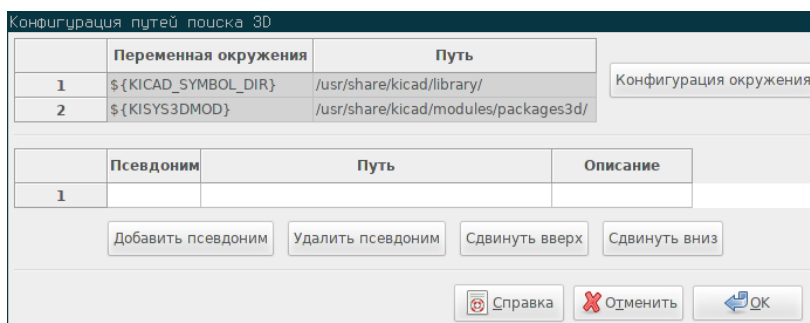 Конфигурация путей поиска 3D
Переменная окружения Путь
1 ${KICAD_SYMBOL_DIR} /usr/share/kicad/library/
2 ${KISYS3DMOD} /usr/share/kicad/modules/packages3d/
Конфигурация окружения
Псевдоним Путь Описание
1
Добавить псевдоним Удалить псевдоним Сдвинуть вверх Сдвинуть вниз
Справка Отменить OK